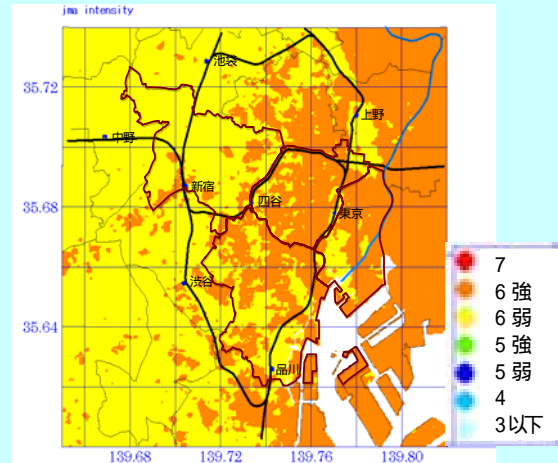 jma intensity
35.72
35.68
35.64
池袋
上野
中野
新宿
四谷
東京
渋谷
品川
139.68 139.72 139.76 139.80
7
6 強
6 弱
5 強
5 弱
4
3以下